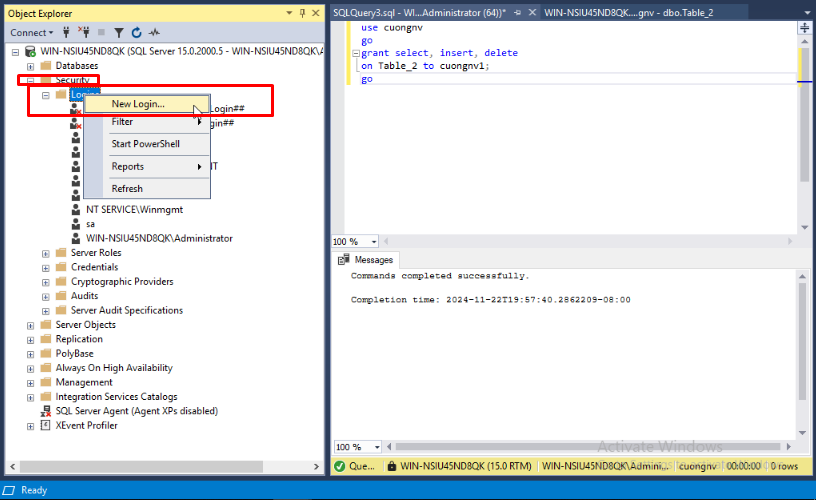 Object Explorer
Connect
WIN-NSIU45ND8QK (SQL Server 15.0.2000.5 - WIN-NSIU45ND8QK\A
Databases
Security
Logins
New Login...
Login##
Filter
gin##
Start PowerShell
Reports
IT
Refresh
NT SERVICE\Winmgmt
sa
WIN-NSIU45ND8QK\Administrator
Server Roles
Credentials
Cryptographic Providers
Audits
Server Audit Specifications
Server Objects
Replication
PolyBase
Always On High Availability
Management
Integration Services Catalogs
SQL Server Agent (Agent XPs disabled)
XEvent Profiler
SQLQuery3.sql - WI...Administrator (64))*
WIN-NSIU45ND8QK....gnv - dbo.Table_2
use cuongnv
go
grant select, insert, delete
on Table_2 to cuongnv1;
go
100 %
Messages
Commands completed successfully.
Completion time: 2024-11-22T19:57:40.2862209-08:00
100 %
Activate Windows
Que...
WIN-NSIU45ND8QK (15.0 RTM)
WIN-NSIU45ND8QK\Admini...
cuongnv
00:00:00
0 rows
Ready